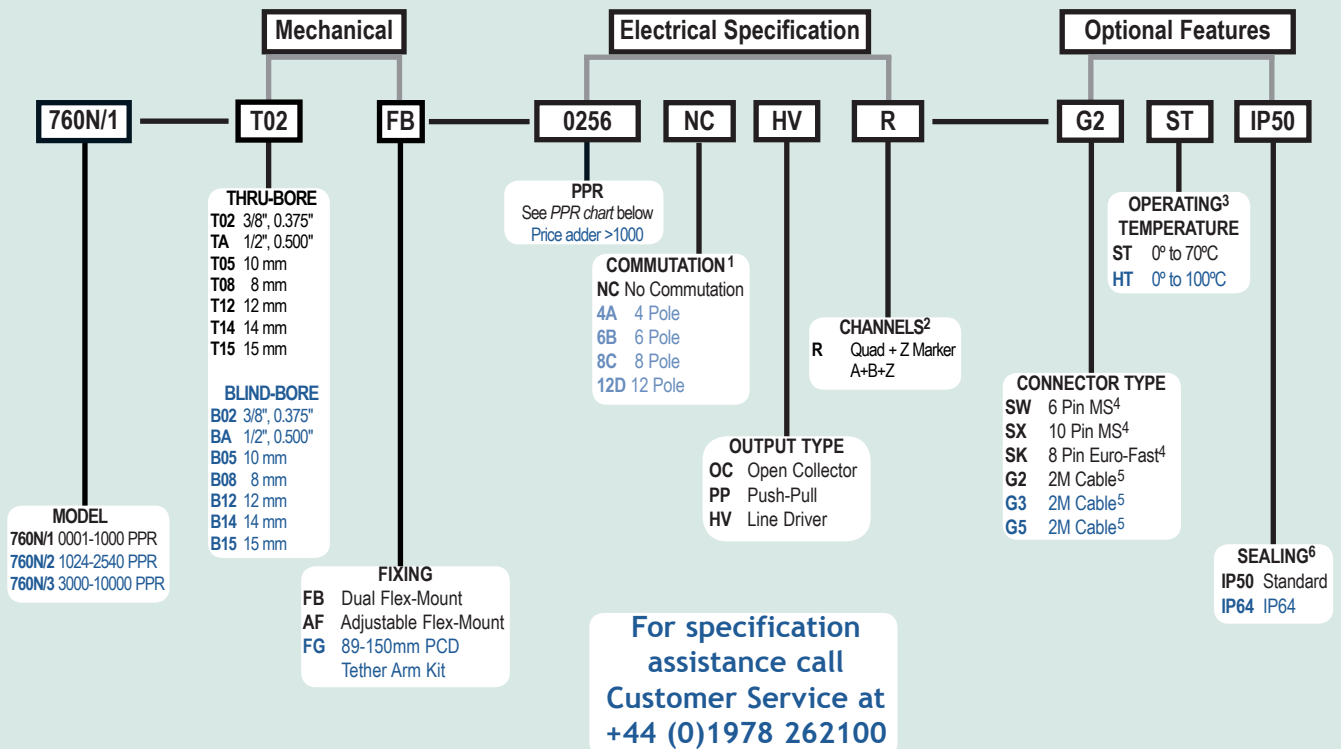 Mechanical
Electrical Specification
Optional Features
760N/1
T02
FB
0256
NC
HV
R
G2
ST
IP50
MODEL
760N/1 0001-1000 PPR
760N/2 1024-2540 PPR
760N/3 3000-10000 PPR
THRU-BORE
T02 3/8", 0.375"
TA 1/2", 0.500"
T05 10 mm
T08 8 mm
T12 12 mm
T14 14 mm
T15 15 mm
BLIND-BORE
B02 3/8", 0.375"
BA 1/2", 0.500"
B05 10 mm
B08 8 mm
B12 12 mm
B14 14 mm
B15 15 mm
FIXING
FB Dual Flex-Mount
AF Adjustable Flex-Mount
FG 89-150mm PCD
Tether Arm Kit
PPR
See PPR chart below
Price adder >1000
COMMUTATION1
NC No Commutation
4A 4 Pole
6B 6 Pole
8C 8 Pole
12D 12 Pole
OUTPUT TYPE
OC Open Collector
PP Push-Pull
HV Line Driver
CHANNELS2
R Quad + Z Marker
A+B+Z
CONNECTOR TYPE
SW 6 Pin MS4
SX 10 Pin MS4
SK 8 Pin Euro-Fast4
G2 2M Cable5
G3 2M Cable5
G5 2M Cable5
OPERATING3
TEMPERATURE
ST 0º to 70ºC
HT 0º to 100ºC
SEALING6
IP50 Standard
IP64 IP64
For specification
assistance call
Customer Service at
+44 (0)1978 262100